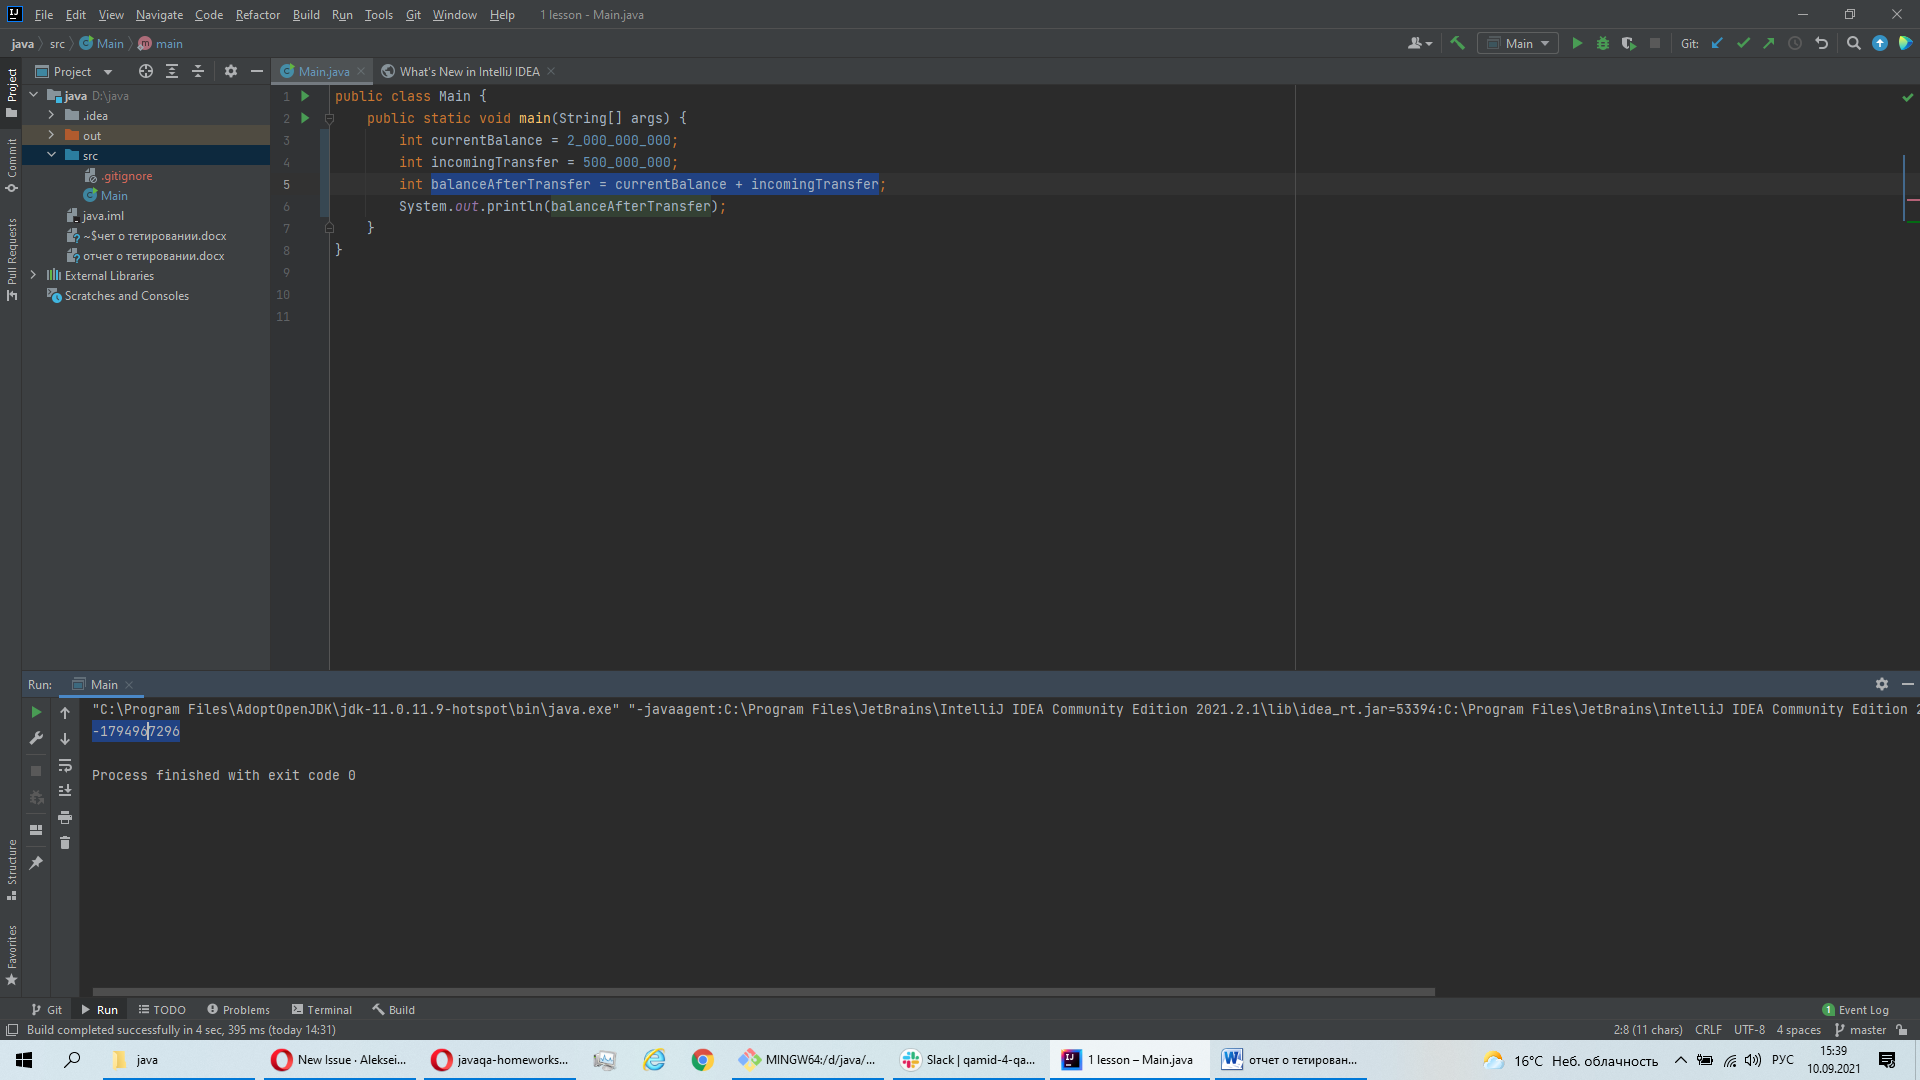 File Edit View Navigate Code Refactor Build Run Tools Git Window Help 1 lesson - Main.java
java src Main main
Main
Git:
Project
Main.java
What's New in IntelliJ IDEA
Project
Commit
Pull Requests
Structure
Favorites
java D:\java
.idea
out
src
.gitignore
Main
java.iml
~$чет о тетировании.docx
отчет о тетировании.docx
External Libraries
Scratches and Consoles
1 public class Main {
2 public static void main(String[] args) {
3 int currentBalance = 2_000_000_000;
4 int incomingTransfer = 500_000_000;
5 int balanceAfterTransfer = currentBalance + incomingTransfer;
6 System.out.println(balanceAfterTransfer);
7 }
8 }
9
10
11
Run: Main
"C:\Program Files\AdoptOpenJDK\jdk-11.0.11.9-hotspot\bin\java.exe" "-javaagent:C:\Program Files\JetBrains\IntelliJ IDEA Community Edition 2021.2.1\lib\idea_rt.jar=53394:C:\Program Files\JetBrains\IntelliJ IDEA Community Edition
-1794967296
Process finished with exit code 0
Git Run TODO Problems Terminal Build
1 Event Log
Build completed successfully in 4 sec, 395 ms (today 14:31)
2:8 (11 chars) CRLF UTF-8 4 spaces master
java
New Issue · Aleksei...
javaqa-homeworks...
MINGW64:/d/java/...
Slack | qamid-4-qa...
1 lesson – Main.java
отчет о тетирован...
16°C Неб. облачность
РУС
15:39
10.09.2021